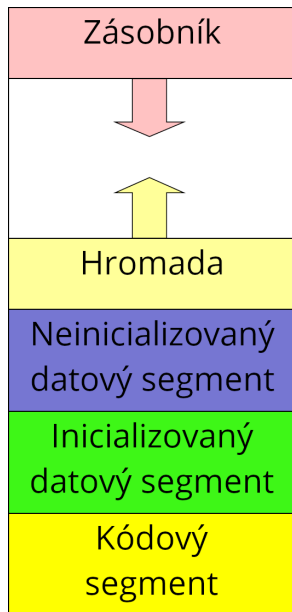 Zásobník
Hromada
Neinicializovaný
datový segment
Inicializovaný
datový segment
Kódový
segment